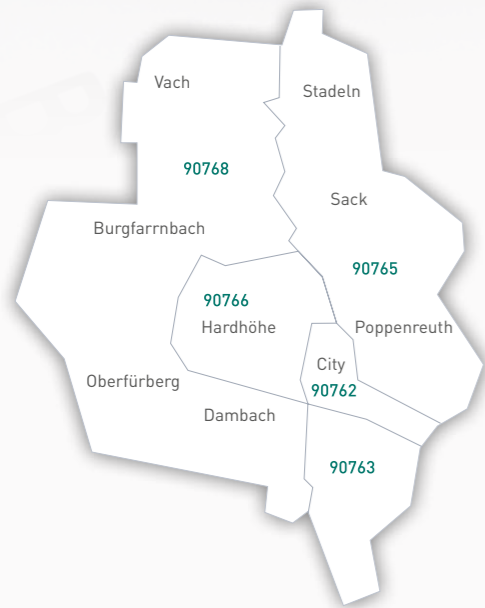 Vach
Stadeln
90768
Sack
Burgfarrnbach
90765
90766
Hardhöhe
Poppenreuth
City
Oberfürberg
90762
Dambach
90763